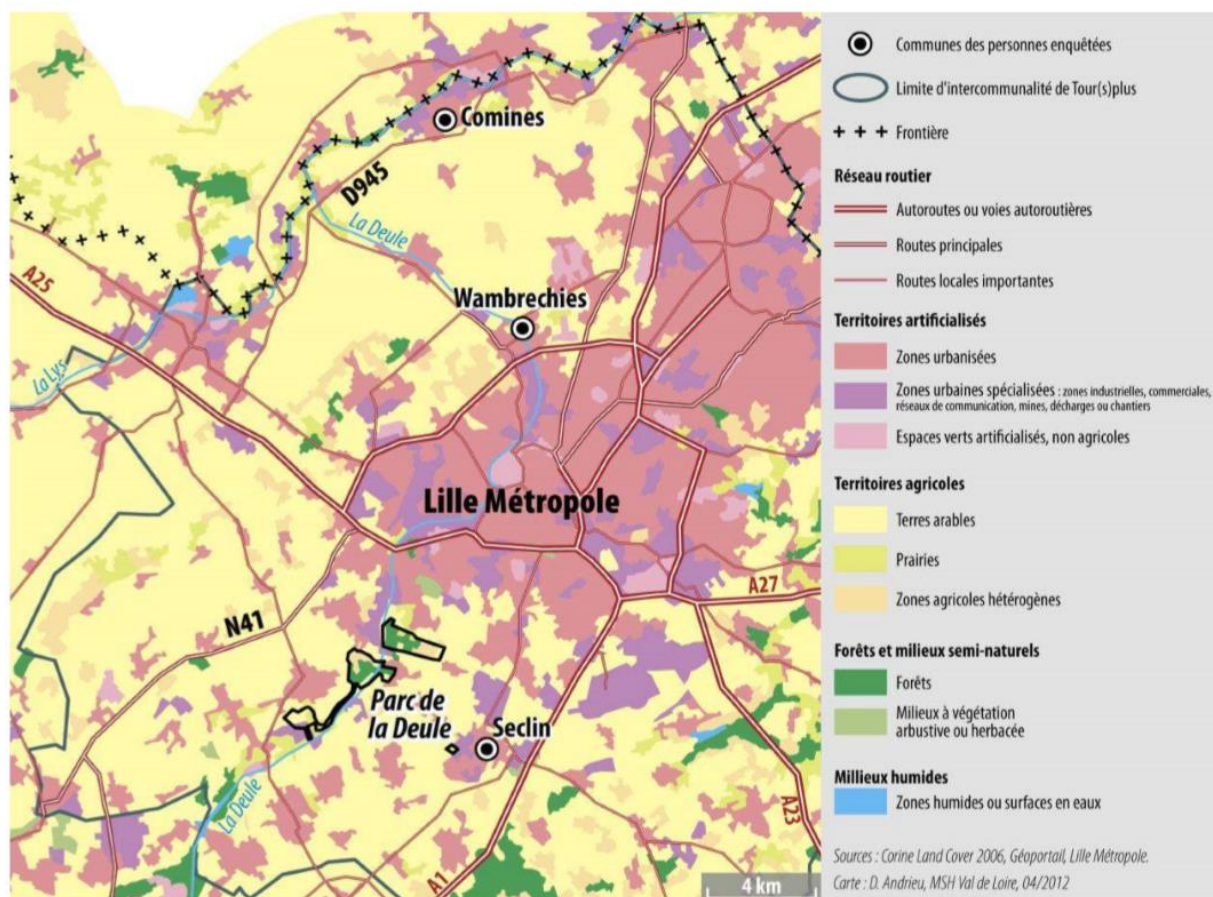 Comines
D945
La Deule
A25
Wambrechies
La Lys
Lille Métropole
A27
N41
Parc de
la Deule
Seclin
La Deule
A23
A1
4 km
Communes des personnes enquêtées
Limite d'intercommunalité de Tour(s)plus
Frontière
Réseau routier
Autoroutes ou voies autoroutières
Routes principales
Routes locales importantes
Territoires artificialisés
Zones urbanisées
Zones urbaines spécialisées : zones industrielles, commerciales,
réseaux de communication, mines, décharges ou chantiers
Espaces verts artificialisés, non agricoles
Territoires agricoles
Terres arables
Prairies
Zones agricoles hétérogènes
Forêts et milieux semi-naturels
Forêts
Milieux à végétation
arbustive ou herbacée
Millieux humides
Zones humides ou surfaces en eaux
Sources : Corine Land Cover 2006, Géoportail, Lille Métropole.
Carte : D. Andrieu, MSH Val de Loire, 04/2012